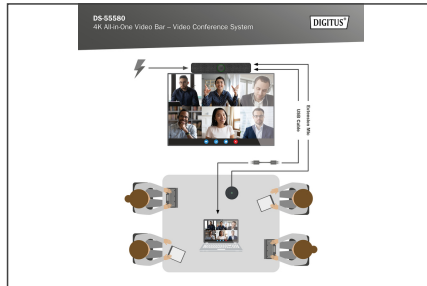 DS-55580
4K All-in-One Video Bar – Video Conference System
DIGITUS®
Extension Mic
USB Cable